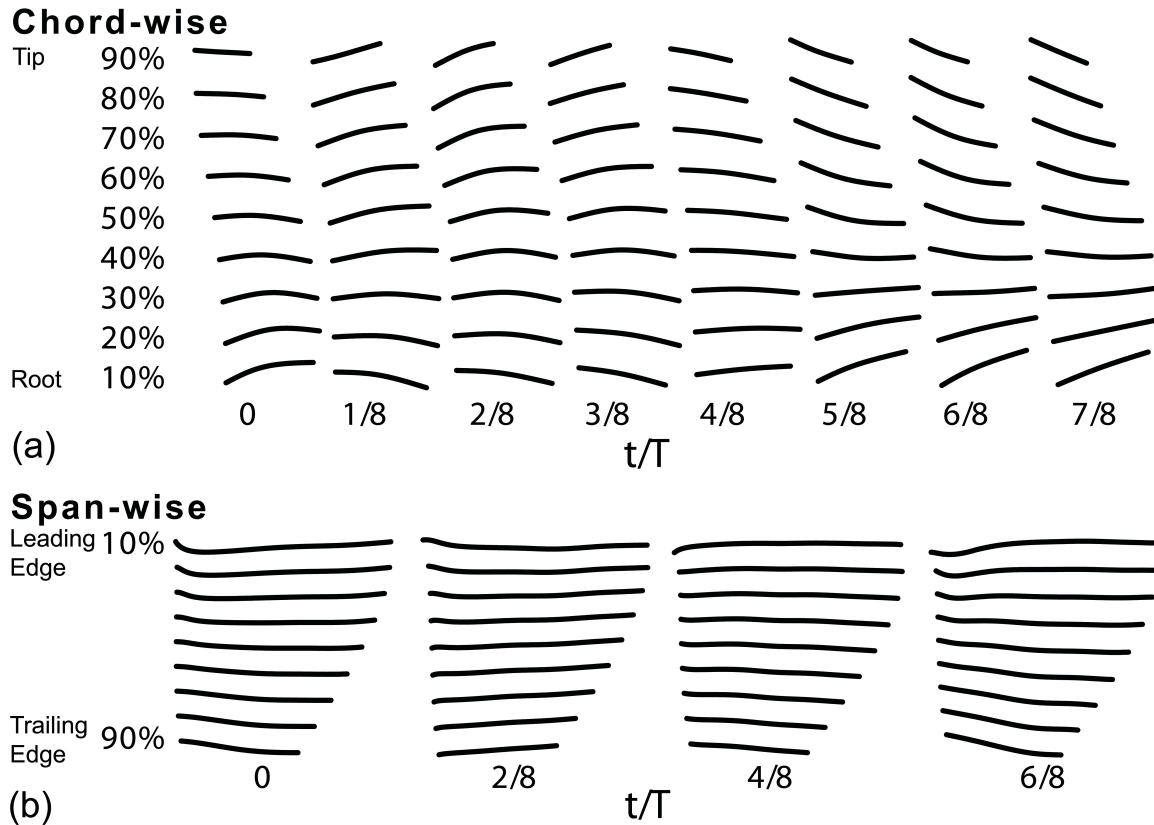 Chord-wise
Tip 90%
80%
70%
60%
50%
40%
30%
20%
Root 10%
0 1/8 2/8 3/8 4/8 5/8 6/8 7/8
(a) t/T
Span-wise
Leading 10%
Edge
Trailing 90%
Edge
0 2/8 4/8 6/8
(b) t/T